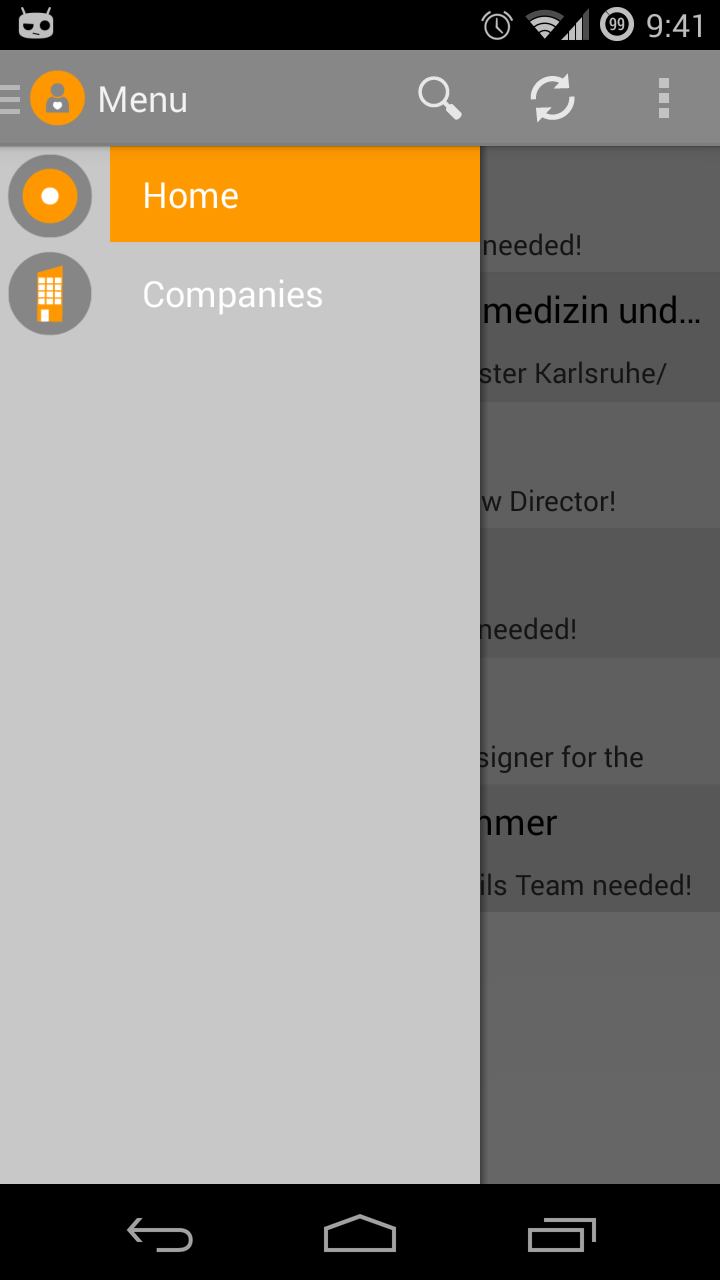 99 9:41
Menu
Home
needed!
Companies
medizin und…
ster Karlsruhe/
w Director!
needed!
signer for the
mmer
ils Team needed!